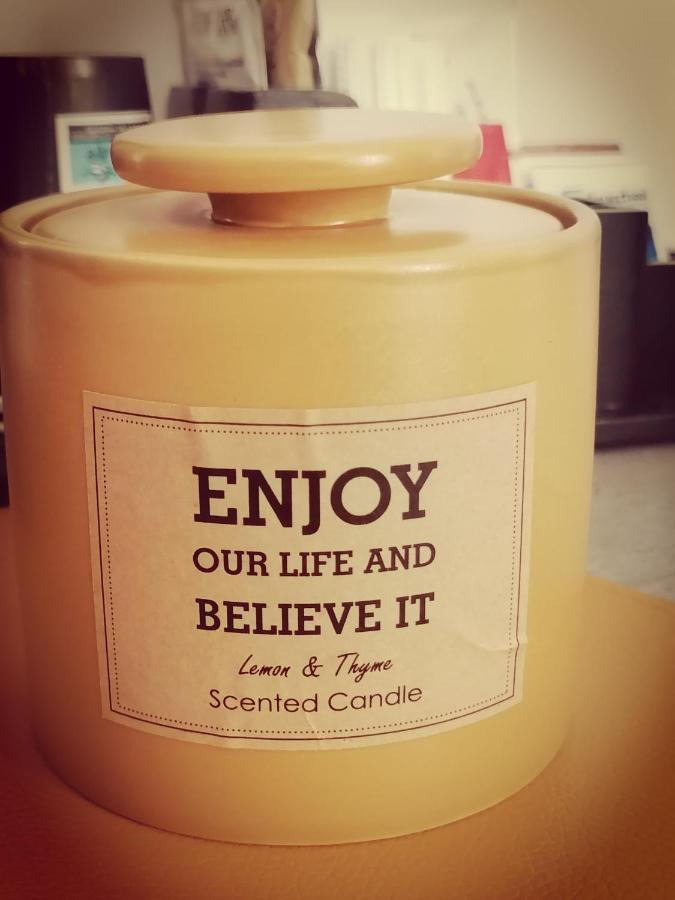 ENJOY
OUR LIFE AND
BELIEVE IT
Lemon & Thyme
Scented Candle